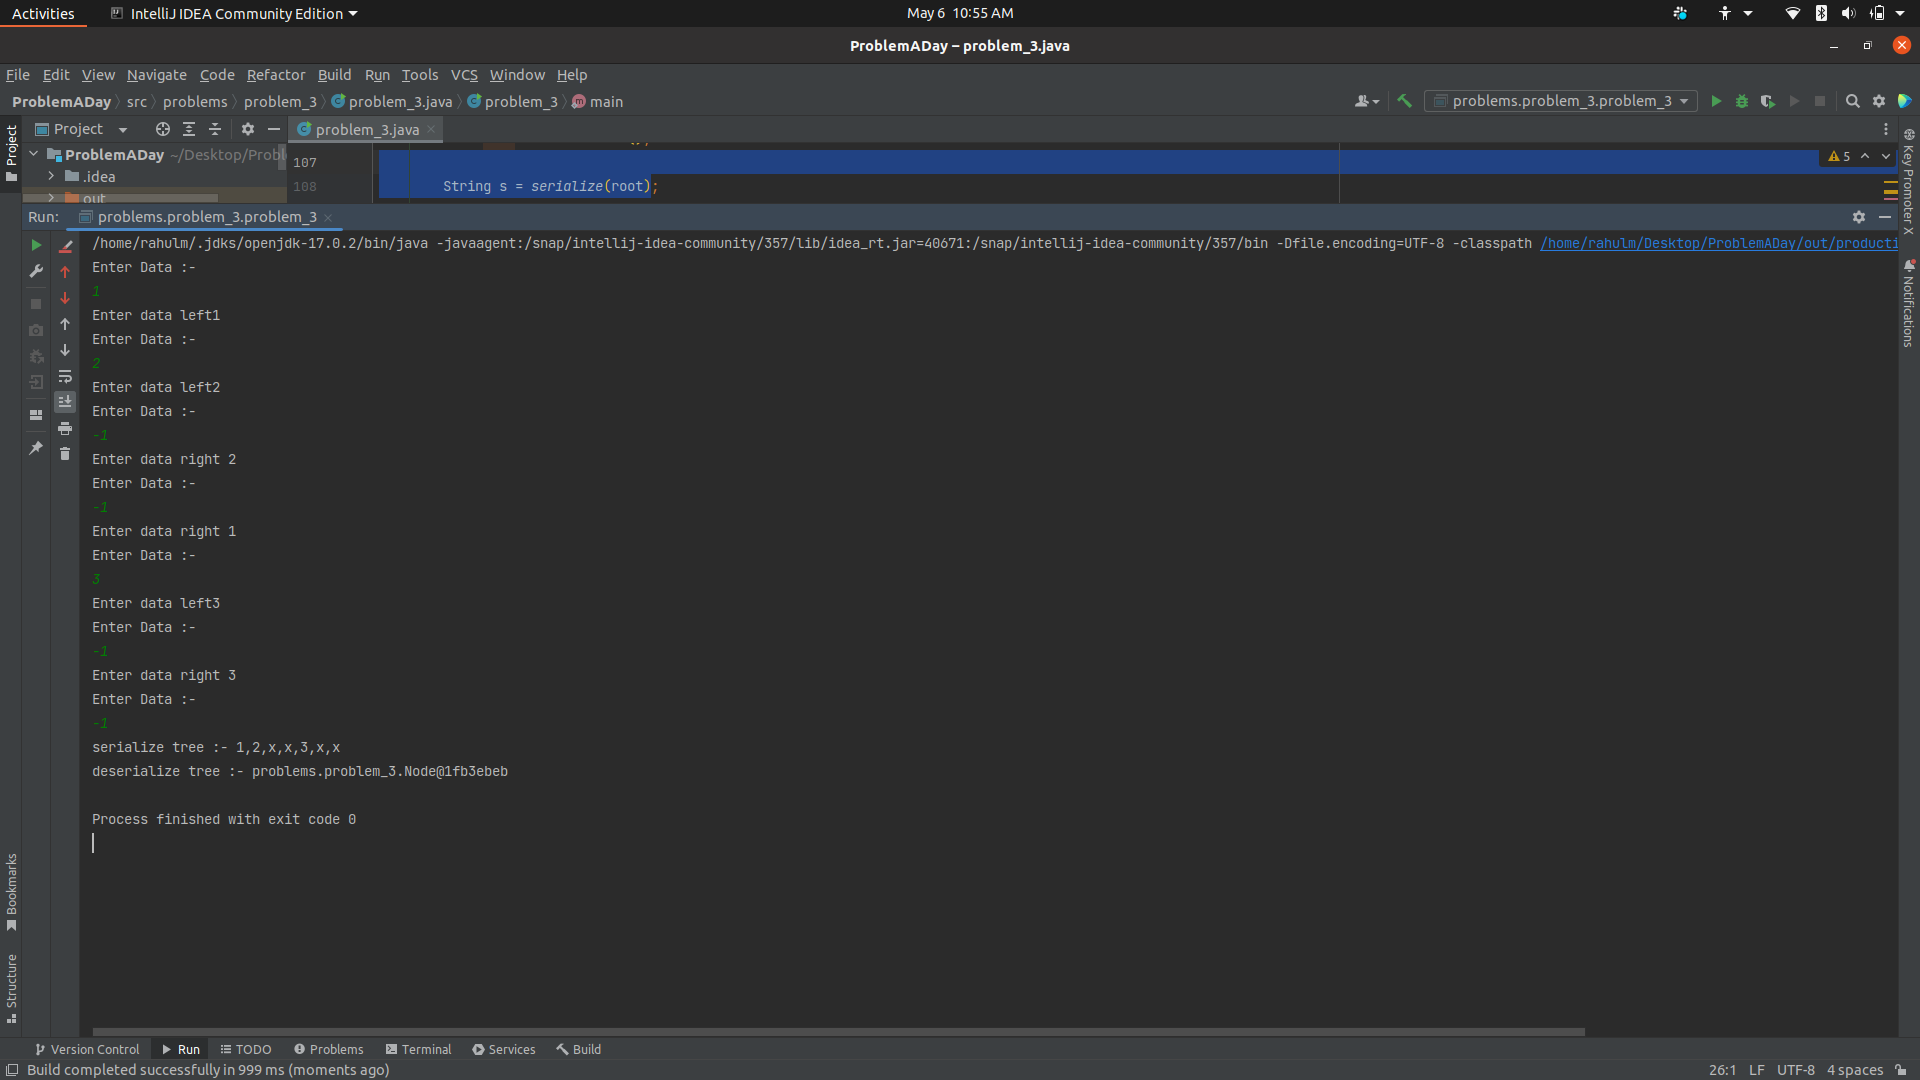 Activities IntelliJ IDEA Community Edition May 6 10:55 AM
ProblemADay – problem_3.java
File Edit View Navigate Code Refactor Build Run Tools VCS Window Help
ProblemADay src problems problem_3 problem_3.java problem_3 main problems.problem_3.problem_3
Project problem_3.java
Project
ProblemADay ~/Desktop/Probl
.idea
out
107
108 String s = serialize(root);
5
Key Promoter X
Notifications
Run: problems.problem_3.problem_3
/home/rahulm/.jdks/openjdk-17.0.2/bin/java -javaagent:/snap/intellij-idea-community/357/lib/idea_rt.jar=40671:/snap/intellij-idea-community/357/bin -Dfile.encoding=UTF-8 -classpath /home/rahulm/Desktop/ProblemADay/out/producti
Enter Data :-
1
Enter data left1
Enter Data :-
2
Enter data left2
Enter Data :-
-1
Enter data right 2
Enter Data :-
-1
Enter data right 1
Enter Data :-
3
Enter data left3
Enter Data :-
-1
Enter data right 3
Enter Data :-
-1
serialize tree :- 1,2,x,x,3,x,x
deserialize tree :- problems.problem_3.Node@1fb3ebeb
Process finished with exit code 0
Bookmarks
Structure
Version Control Run TODO Problems Terminal Services Build
Build completed successfully in 999 ms (moments ago) 26:1 LF UTF-8 4 spaces